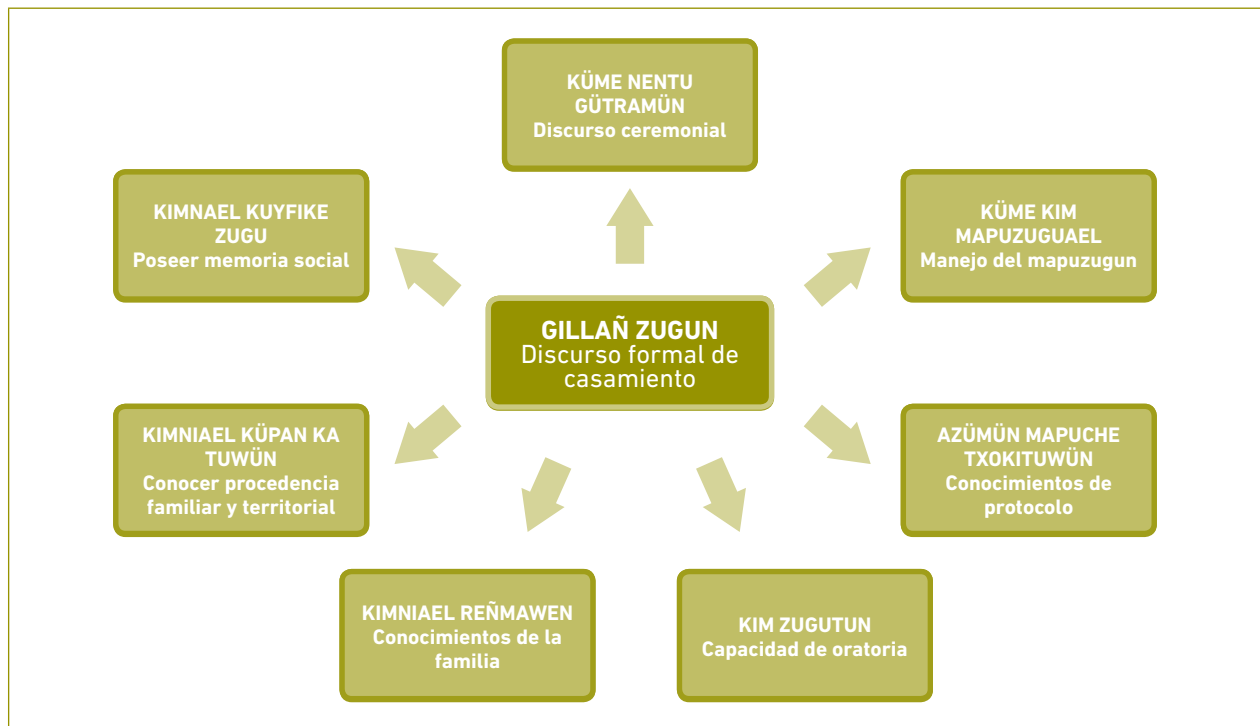 KÜME NENTU
GÜTRAMÜN
Discurso ceremonial
KIMNAEL KUYFIKE
ZUGU
Poseer memoria social
KÜME KIM
MAPUZUGUAEL
Manejo del mapuzugun
GILLAÑ ZUGUN
Discurso formal de
casamiento
KIMNIAEL KÜPAN KA
TUWÜN
Conocer procedencia
familiar y territorial
AZÜMÜN MAPUCHE
TXOKITUWÜN
Conocimientos de
protocolo
KIMNIAEL REÑMAWEN
Conocimientos de la
familia
KIM ZUGUTUN
Capacidad de oratoria